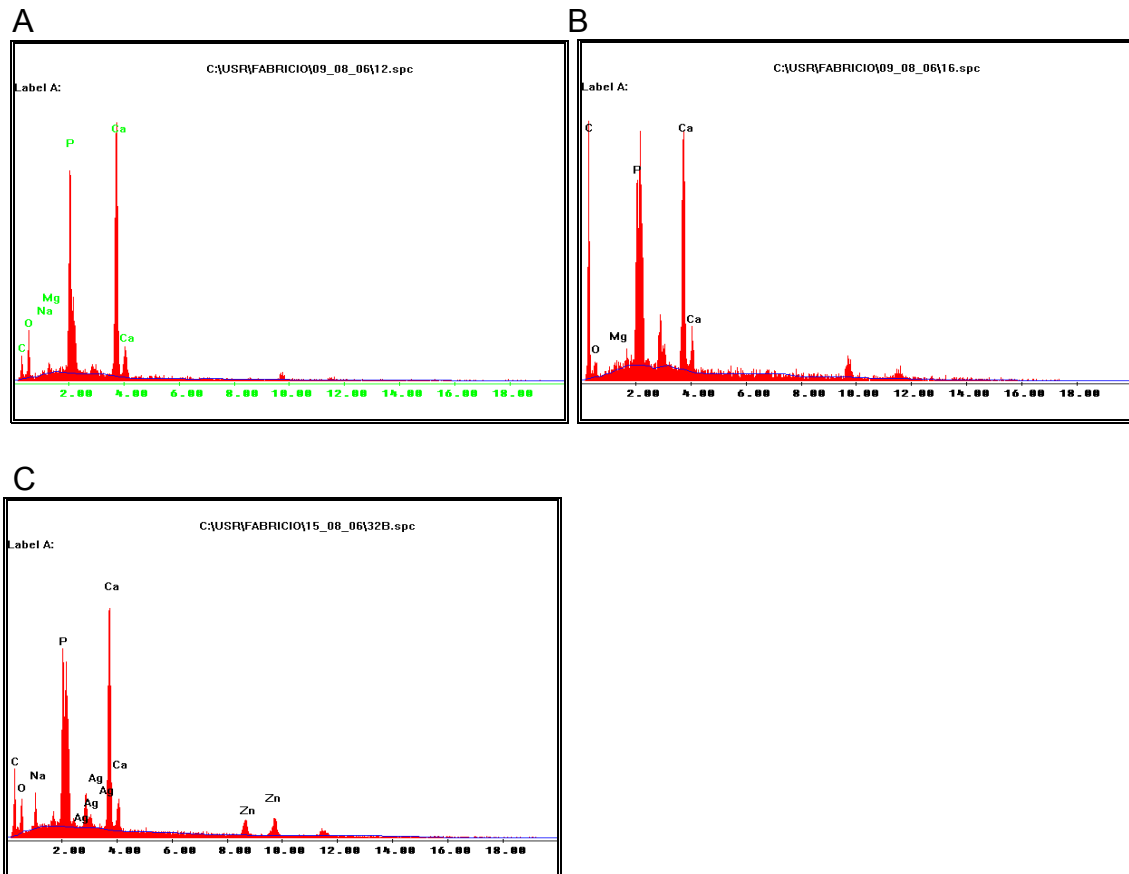 A
C:\USR\FABRICIO\09_08_06\12.spc
Label A:
Ca
P
Mg
Na
O
Ca
C
2.00 4.00 6.00 8.00 10.00 12.00 14.00 16.00 18.00
B
C:\USR\FABRICIO\09_08_06\16.spc
Label A:
C Ca
P
Ca
Mg
O
2.00 4.00 6.00 8.00 10.00 12.00 14.00 16.00 18.00
C
C:\USR\FABRICIO\15_08_06\32B.spc
Label A:
Ca
P
C Ca
Na Ag
O Ag
Ag Zn Zn
Ag
2.00 4.00 6.00 8.00 10.00 12.00 14.00 16.00 18.00